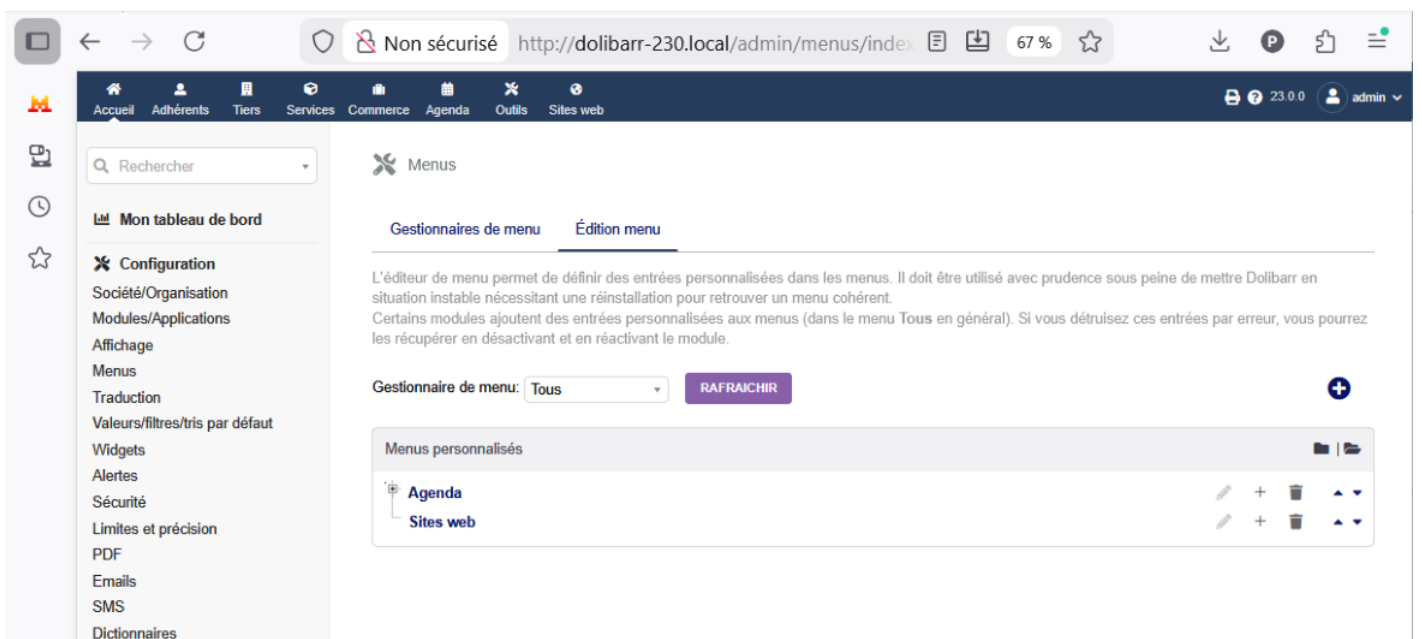 Non sécurisé http://dolibarr-230.local/admin/menus/index 67 %
P
Accueil Adhérents Tiers Services Commerce Agenda Outils Sites web 23.0.0 admin
Rechercher
Menus
Mon tableau de bord
Gestionnaires de menu Édition menu
Configuration
Société/Organisation
Modules/Applications
Affichage
Menus
Traduction
Valeurs/filtres/tris par défaut
Widgets
Alertes
Sécurité
Limites et précision
PDF
Emails
SMS
Dictionnaires
L'éditeur de menu permet de définir des entrées personnalisées dans les menus. Il doit être utilisé avec prudence sous peine de mettre Dolibarr en
situation instable nécessitant une réinstallation pour retrouver un menu cohérent.
Certains modules ajoutent des entrées personnalisées aux menus (dans le menu Tous en général). Si vous détruisez ces entrées par erreur, vous pourrez
les récupérer en désactivant et en réactivant le module.
Gestionnaire de menu: Tous RAFRAICHIR
Menus personnalisés
Agenda
Sites web